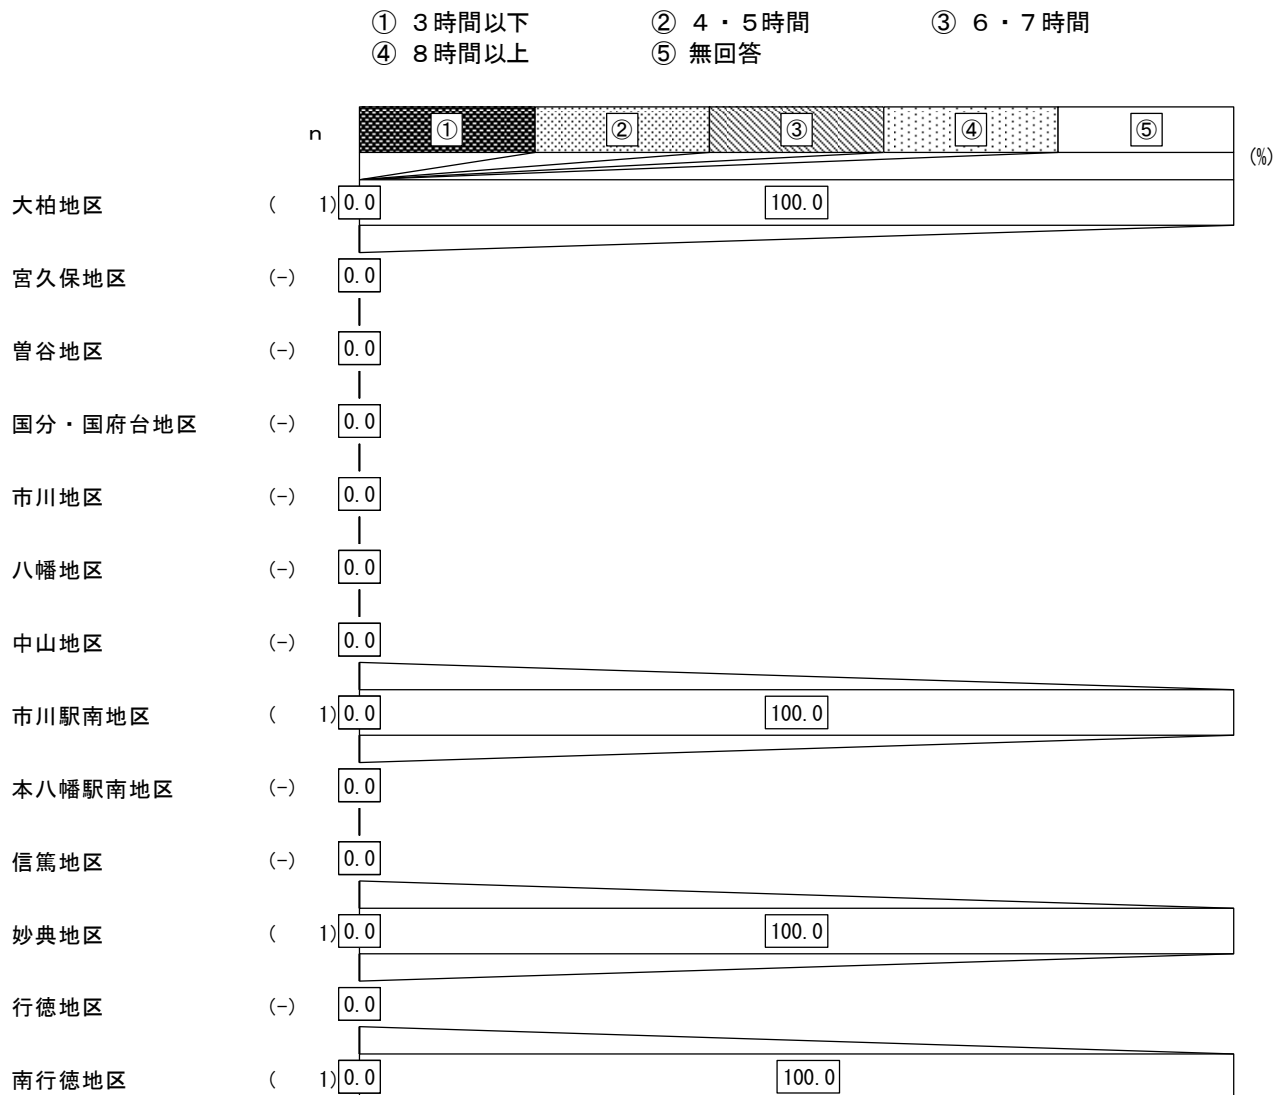 ① ３時間以下 ② ４・５時間 ③ ６・７時間
④ ８時間以上 ⑤ 無回答
ｎ ① ② ③ ④ ⑤
(%)
大柏地区 ( 1) 0.0 100.0
宮久保地区 (-) 0.0
曽谷地区 (-) 0.0
国分・国府台地区 (-) 0.0
市川地区 (-) 0.0
八幡地区 (-) 0.0
中山地区 (-) 0.0
市川駅南地区 ( 1) 0.0 100.0
本八幡駅南地区 (-) 0.0
信篤地区 (-) 0.0
妙典地区 ( 1) 0.0 100.0
行徳地区 (-) 0.0
南行徳地区 ( 1) 0.0 100.0